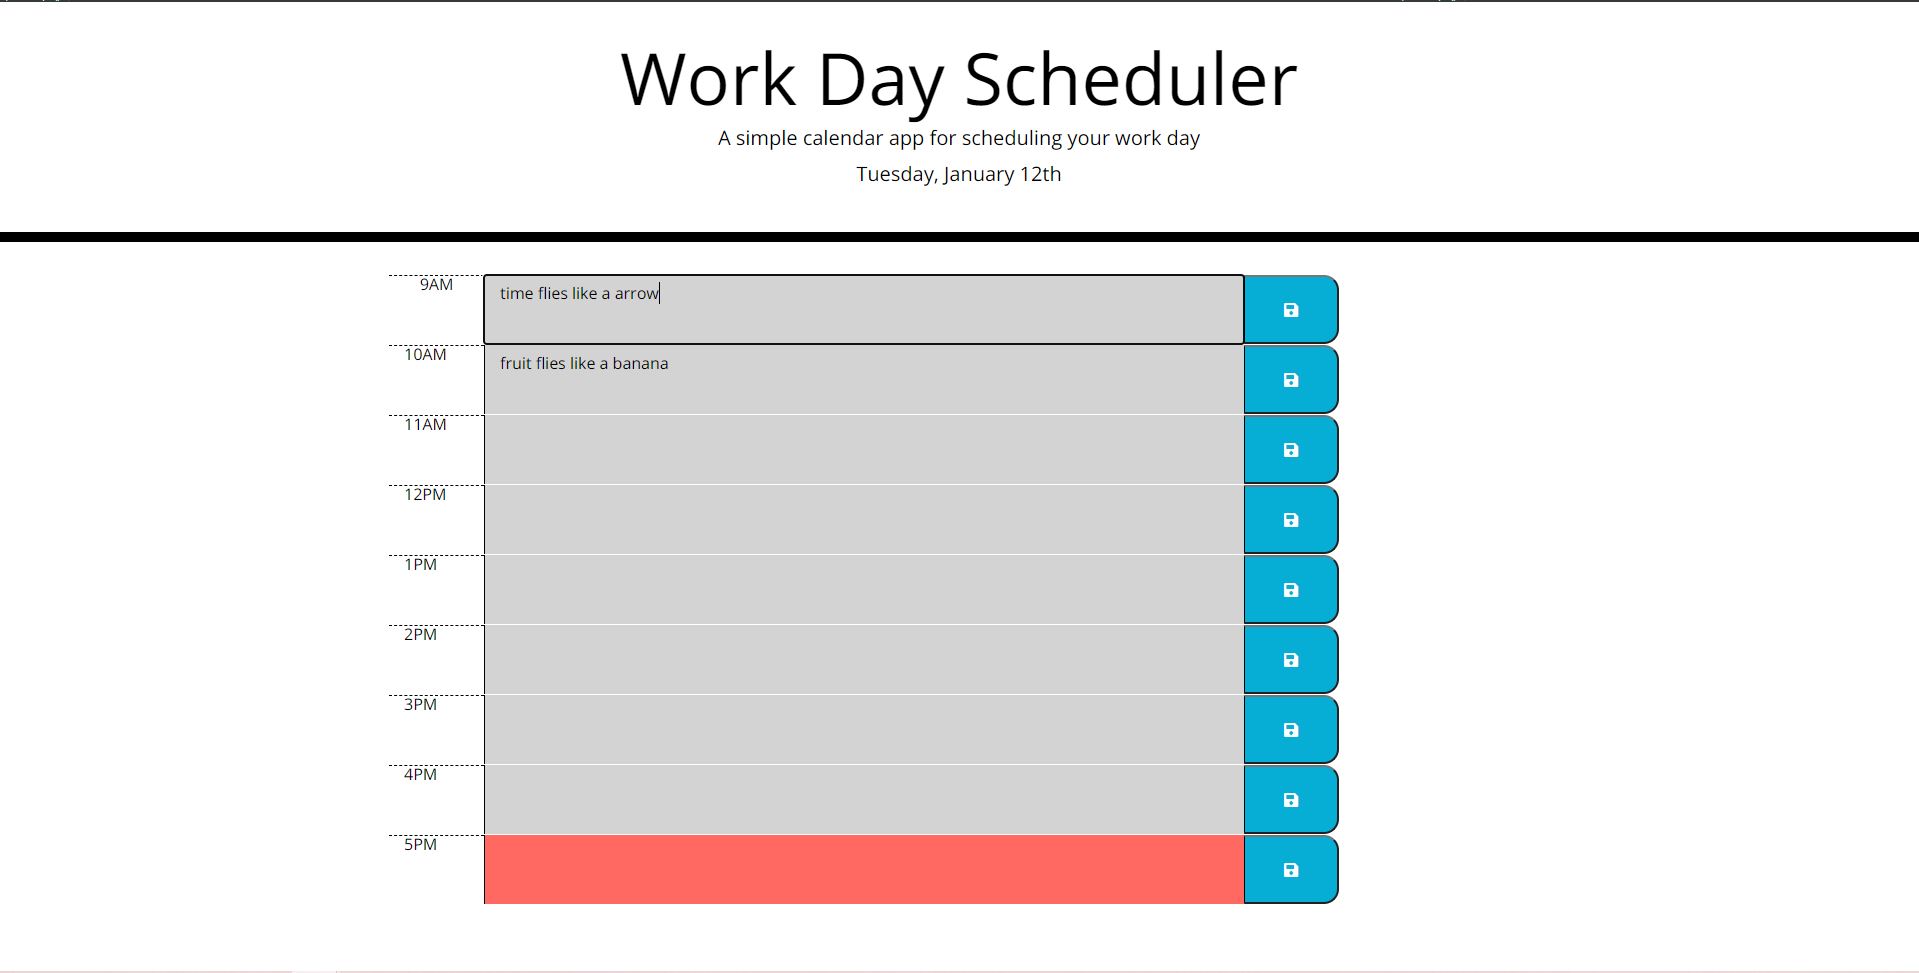 Work Day Scheduler
A simple calendar app for scheduling your work day
Tuesday, January 12th
9AM
time flies like a arrow
10AM
fruit flies like a banana
11AM
12PM
1PM
2PM
3PM
4PM
5PM